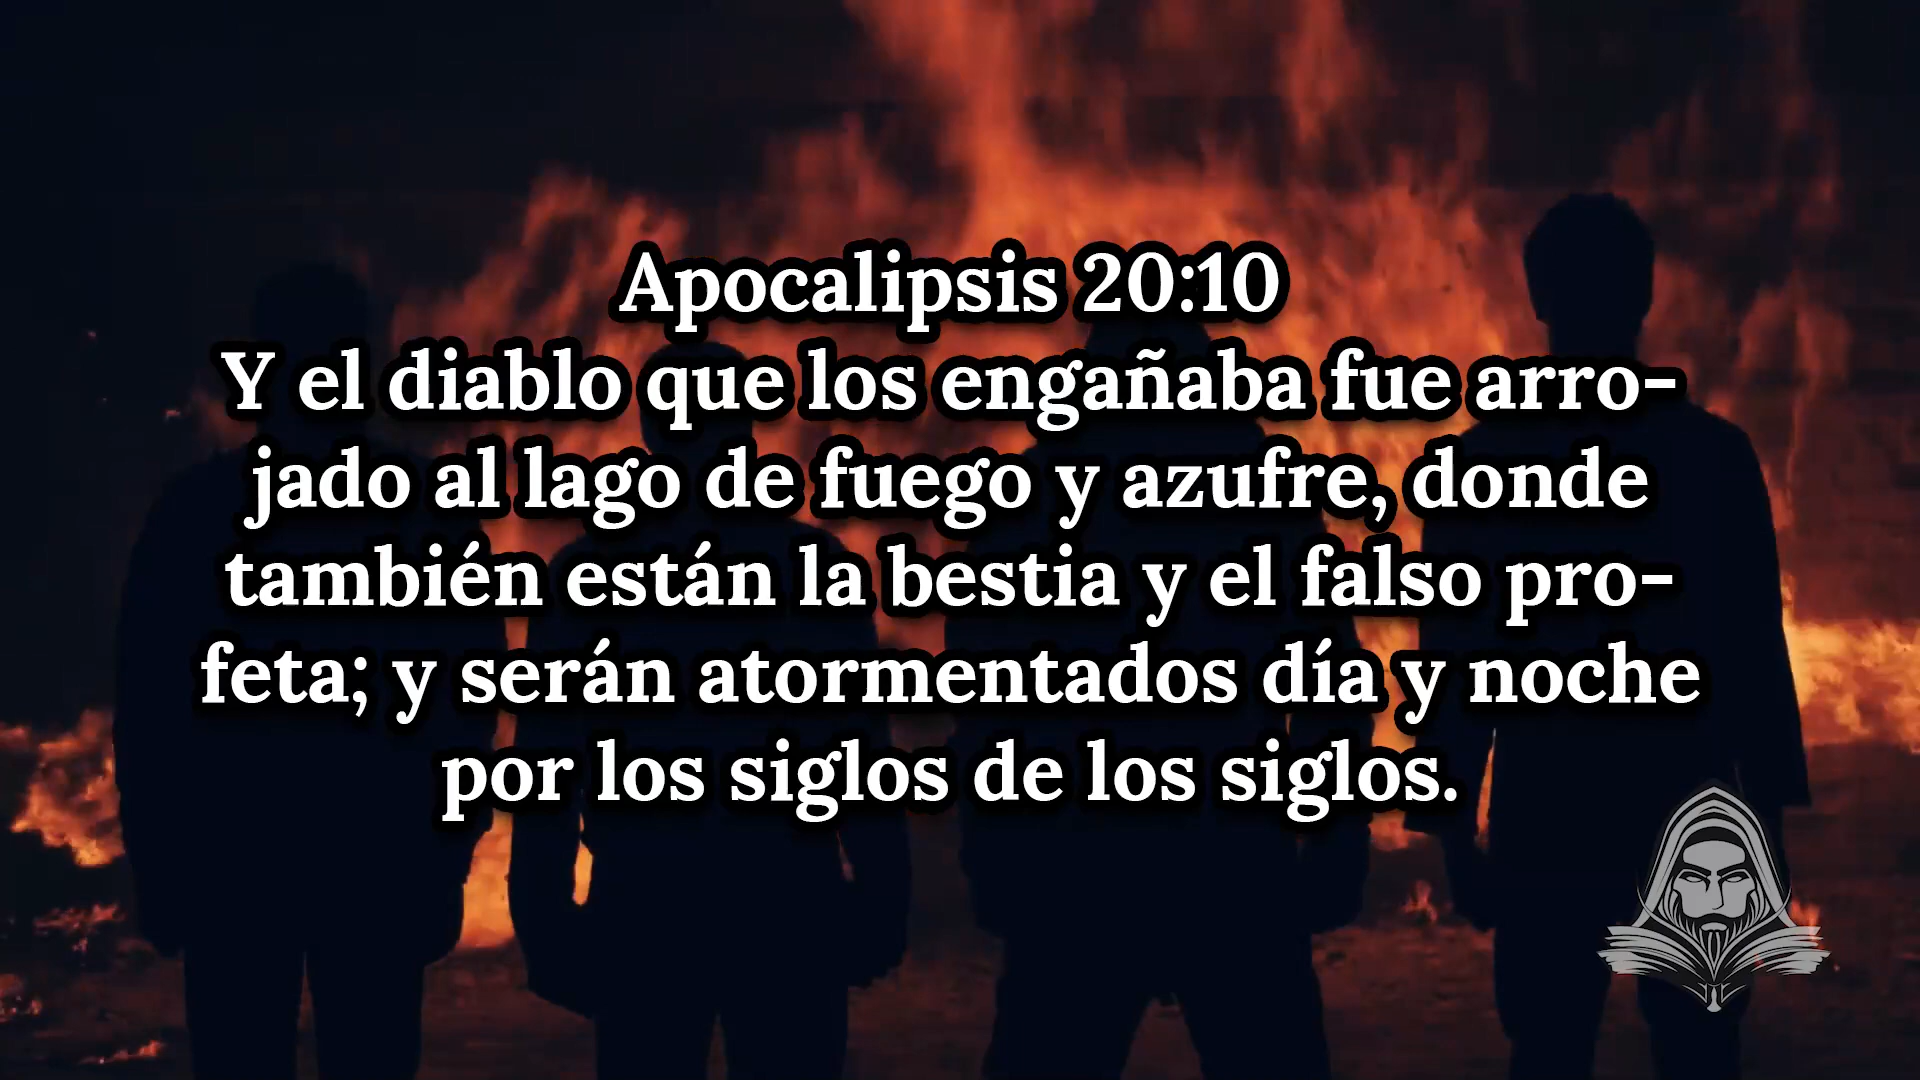 Apocalipsis 20:10
Y el diablo que los engañaba fue arro-
jado al lago de fuego y azufre, donde
también están la bestia y el falso pro-
feta; y serán atormentados día y noche
por los siglos de los siglos.